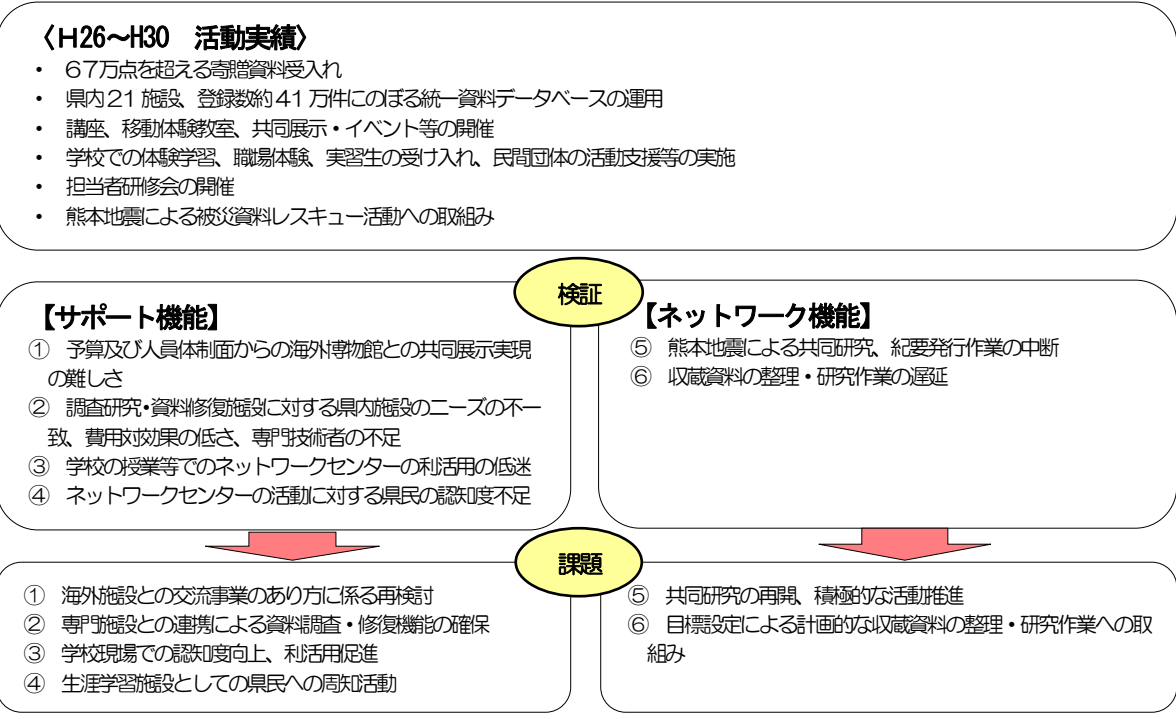 〈H26～H30　活動実績〉
・ 67万点を超える寄贈資料受入れ
・ 県内21 施設、登録数約41 万件にのぼる統一資料データベースの運用
・ 講座、移動体験教室、共同展示・イベント等の開催
・ 学校での体験学習、職場体験、実習生の受け入れ、民間団体の活動支援等の実施
・ 担当者研修会の開催
・ 熊本地震による被災資料レスキュー活動への取組み
検証
【サポート機能】
① 予算及び人員体制面からの海外博物館との共同展示実現
の難しさ
② 調査研究・資料修復施設に対する県内施設のニーズの不一
致、費用対効果の低さ、専門技術者の不足
③ 学校の授業等でのネットワークセンターの利活用の低迷
④ ネットワークセンターの活動に対する県民の認知度不足
【ネットワーク機能】
⑤ 熊本地震による共同研究、紀要発行作業の中断
⑥ 収蔵資料の整理・研究作業の遅延
課題
① 海外施設との交流事業のあり方に係る再検討
② 専門施設との連携による資料調査・修復機能の確保
③ 学校現場での認知度向上、利活用促進
④ 生涯学習施設としての県民への周知活動
⑤ 共同研究の再開、積極的な活動推進
⑥ 目標設定による計画的な収蔵資料の整理・研究作業への取
組み